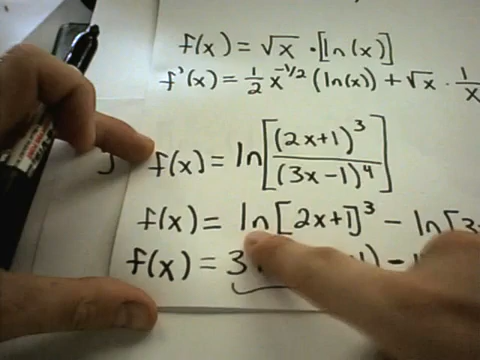 f(x) = √x · [ln(x)]
f'(x) = 1/2 x^(-1/2) (ln(x)) + √x · 1/x
f(x) = ln[(2x+1)^3 / (3x-1)^4]
f(x) = ln[2x+1]^3 - ln[3
f(x) = 3